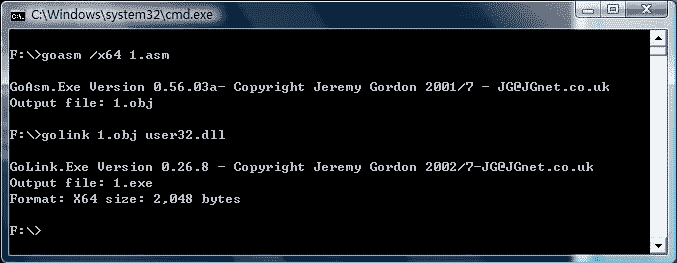 C:\Windows\system32\cmd.exe
F:\>goasm /x64 1.asm
GoAsm.Exe Version 0.56.03a- Copyright Jeremy Gordon 2001/7 - JG@JGnet.co.uk
Output file: 1.obj
F:\>golink 1.obj user32.dll
GoLink.Exe Version 0.26.8 - Copyright Jeremy Gordon 2002/7-JG@JGnet.co.uk
Output file: 1.exe
Format: X64 size: 2,048 bytes
F:\>